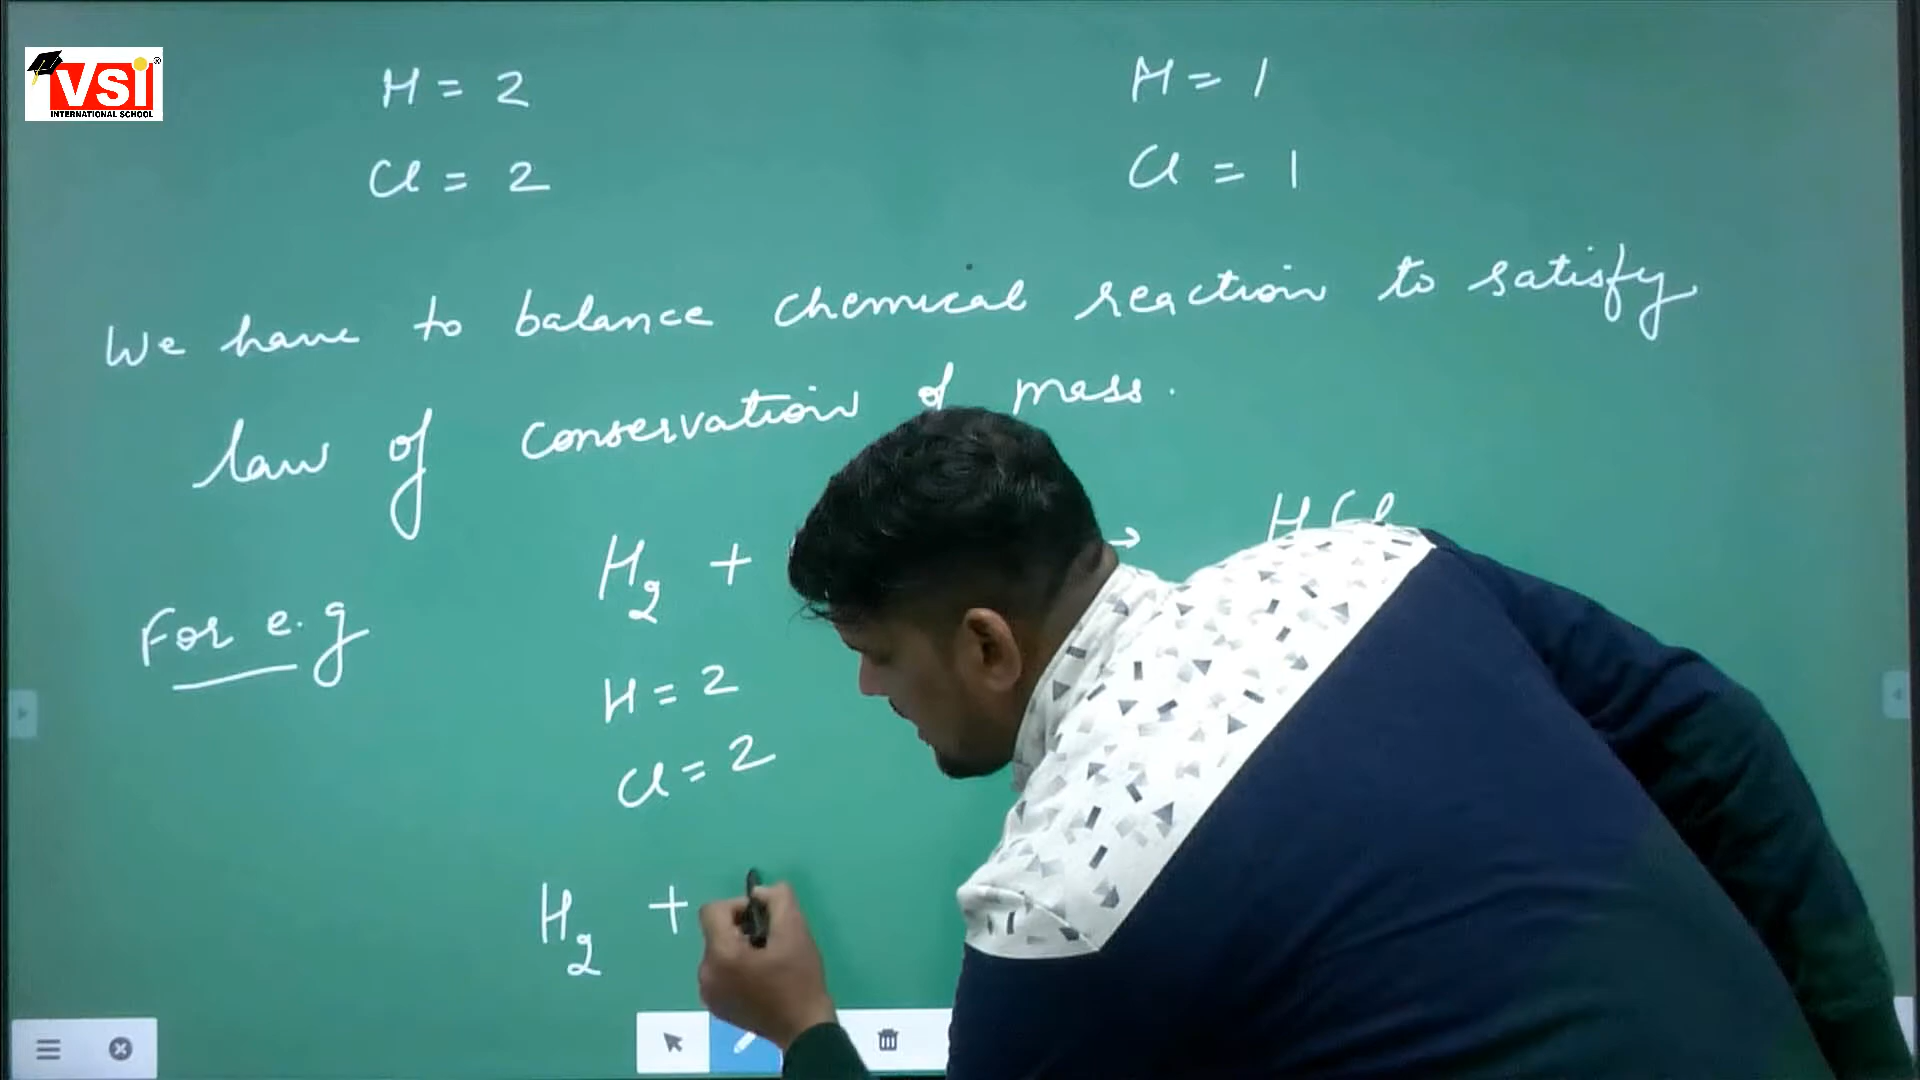 VSI
INTERNATIONAL SCHOOL
H = 2 H = 1
Cl = 2 Cl = 1
We have to balance chemical reaction to satisfy
law of conservation of mass.
For e.g H2 + → HCl
H = 2
Cl = 2
H2 +